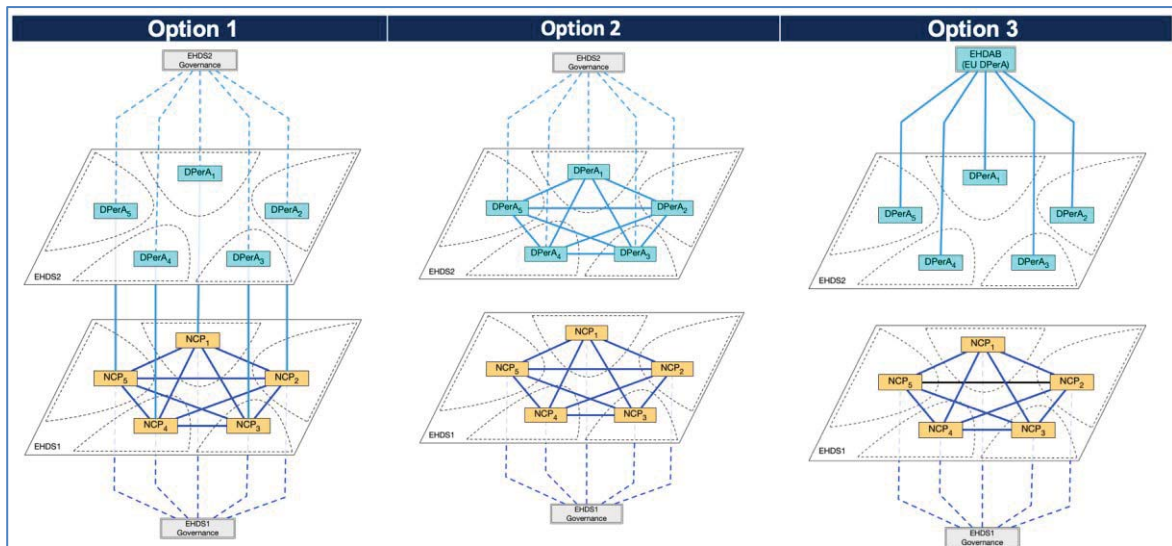 Option 1
EHDS2
Governance
DPerA1
DPerA5
DPerA2
DPerA4
DPerA3
EHDS2
NCP1
NCP5
NCP2
NCP4
NCP3
EHDS1
EHDS1
Governance
Option 2
EHDS2
Governance
DPerA1
DPerA5
DPerA2
DPerA4
DPerA3
EHDS2
NCP1
NCP5
NCP2
NCP4
NCP3
EHDS1
EHDS1
Governance
Option 3
EHDAB
(EU DPerA)
DPerA1
DPerA5
DPerA2
DPerA4
DPerA3
EHDS2
NCP1
NCP5
NCP2
NCP4
NCP3
EHDS1
EHDS1
Governance